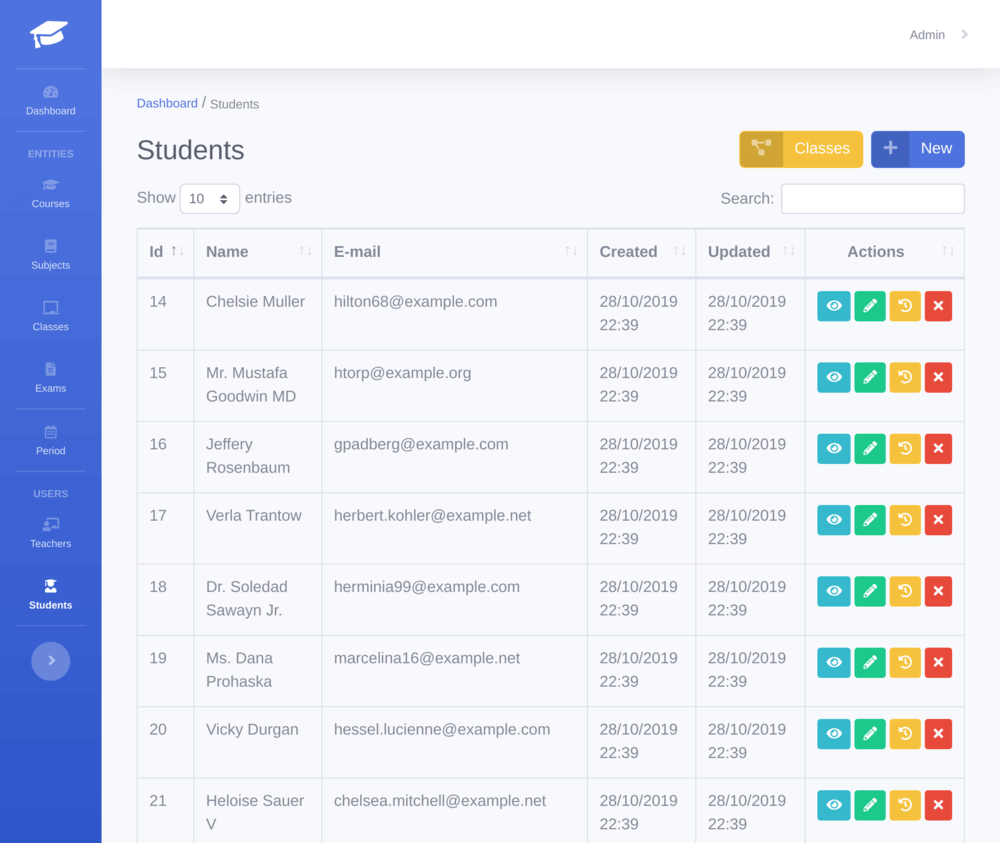 Admin
Dashboard
ENTITIES
Courses
Subjects
Classes
Exams
Period
USERS
Teachers
Students
Dashboard / Students
Students
Classes
New
Show 10 entries
Search:
Id Name E-mail Created Updated Actions
14 Chelsie Muller hilton68@example.com 28/10/2019 28/10/2019
22:39 22:39
15 Mr. Mustafa htorp@example.org 28/10/2019 28/10/2019
Goodwin MD 22:39 22:39
16 Jeffery gpadberg@example.com 28/10/2019 28/10/2019
Rosenbaum 22:39 22:39
17 Verla Trantow herbert.kohler@example.net 28/10/2019 28/10/2019
22:39 22:39
18 Dr. Soledad herminia99@example.com 28/10/2019 28/10/2019
Sawayn Jr. 22:39 22:39
19 Ms. Dana marcelina16@example.net 28/10/2019 28/10/2019
Prohaska 22:39 22:39
20 Vicky Durgan hessel.lucienne@example.com 28/10/2019 28/10/2019
22:39 22:39
21 Heloise Sauer chelsea.mitchell@example.net 28/10/2019 28/10/2019
V 22:39 22:39